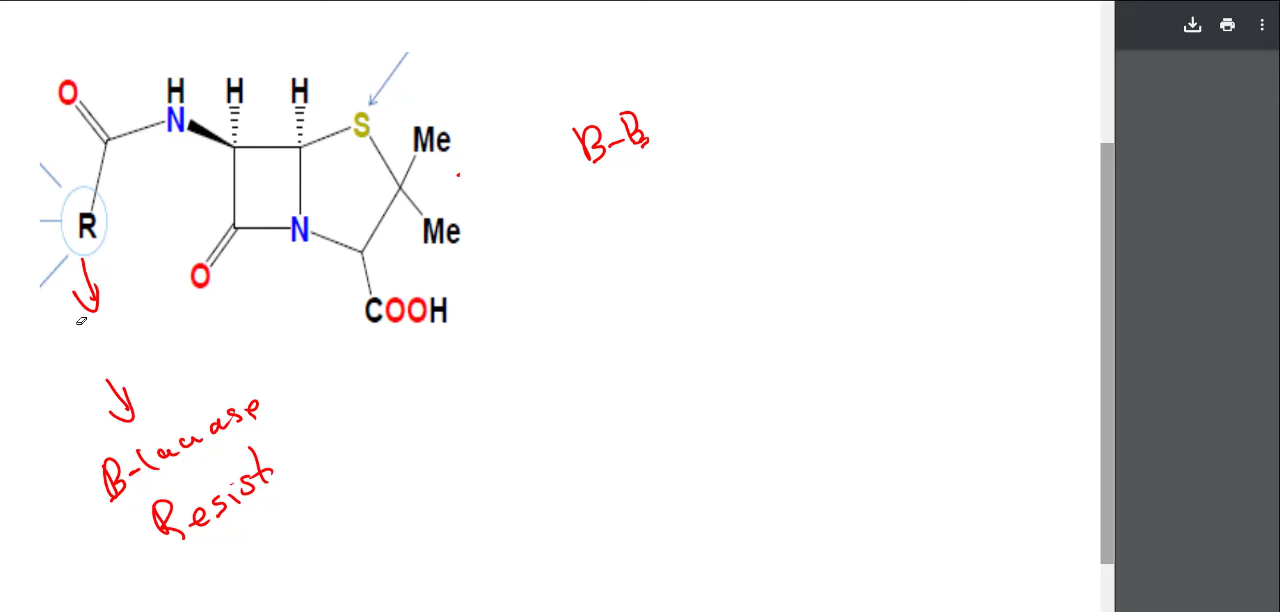 H H H
O N S Me
R N Me
O
COOH
B-B
B-lacase
Resist